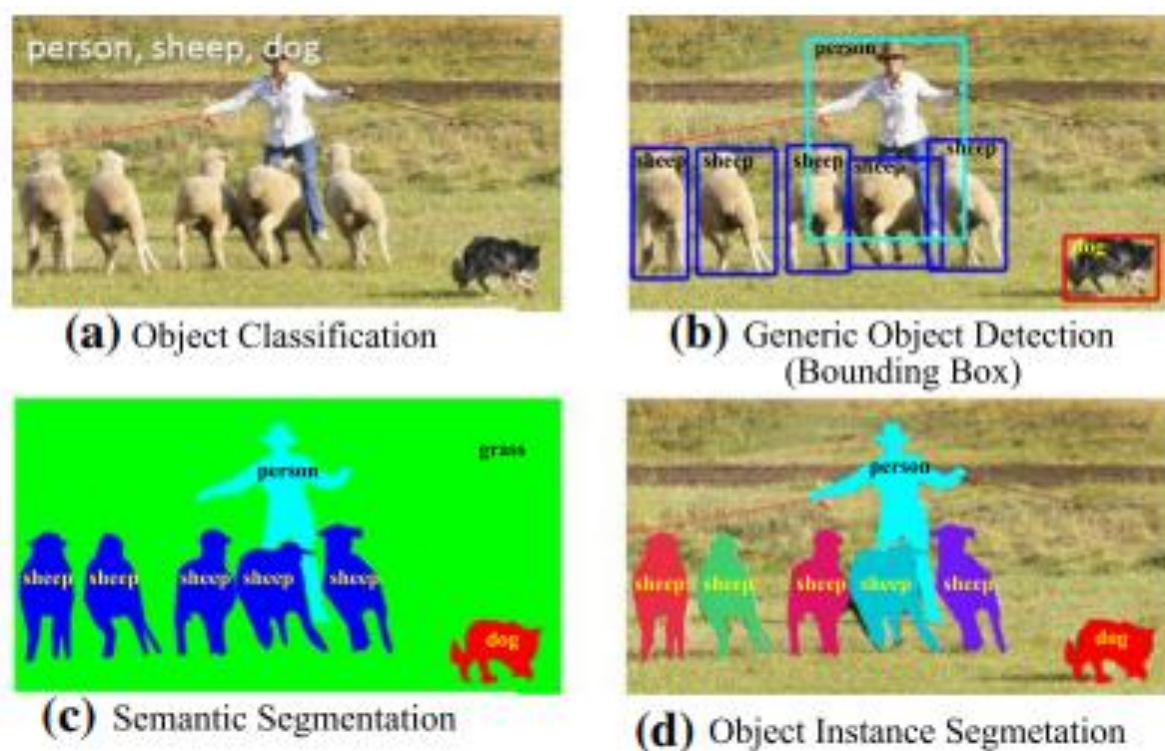 person, sheep, dog
(a) Object Classification
person
sheep
sheep
sheep
sheep
sheep
dog
(b) Generic Object Detection
(Bounding Box)
grass
person
sheep
sheep
sheep
sheep
sheep
dog
(c) Semantic Segmentation
person
sheep
sheep
sheep
sheep
sheep
dog
(d) Object Instance Segmetation